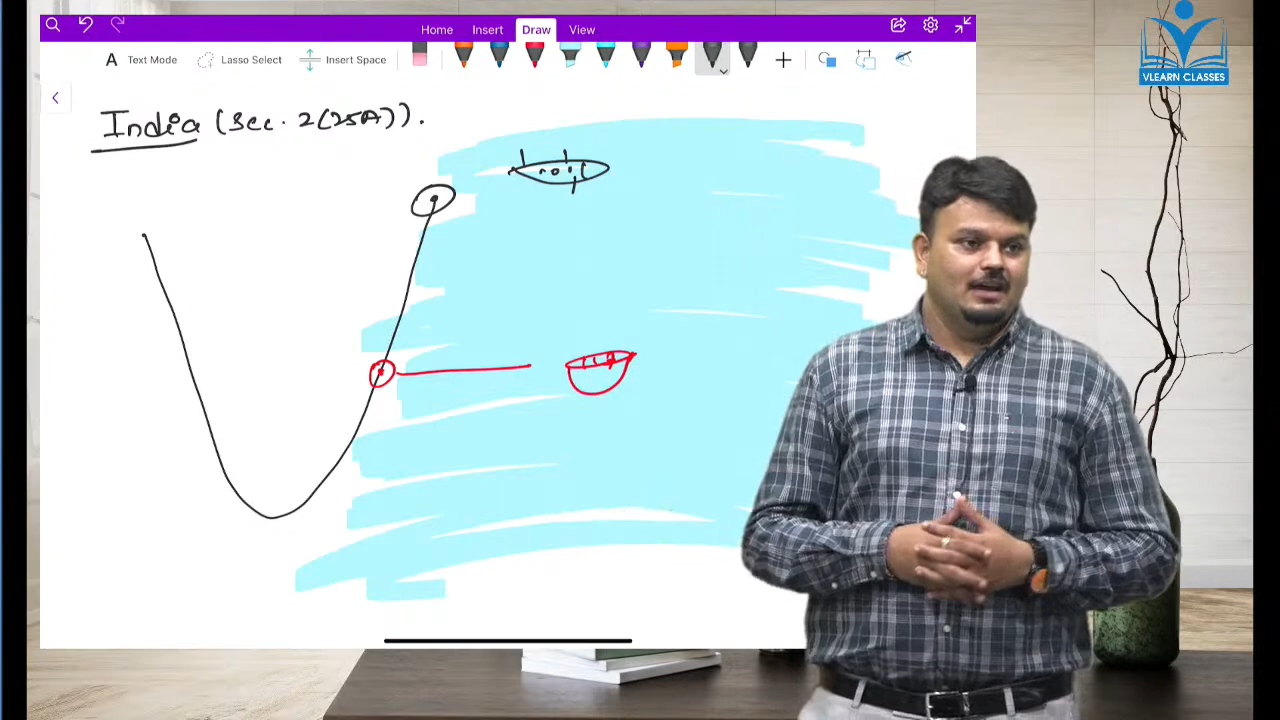 Home Insert Draw View
VLEARN CLASSES
A Text Mode Lasso Select Insert Space
India (Sec. 2(25A)).